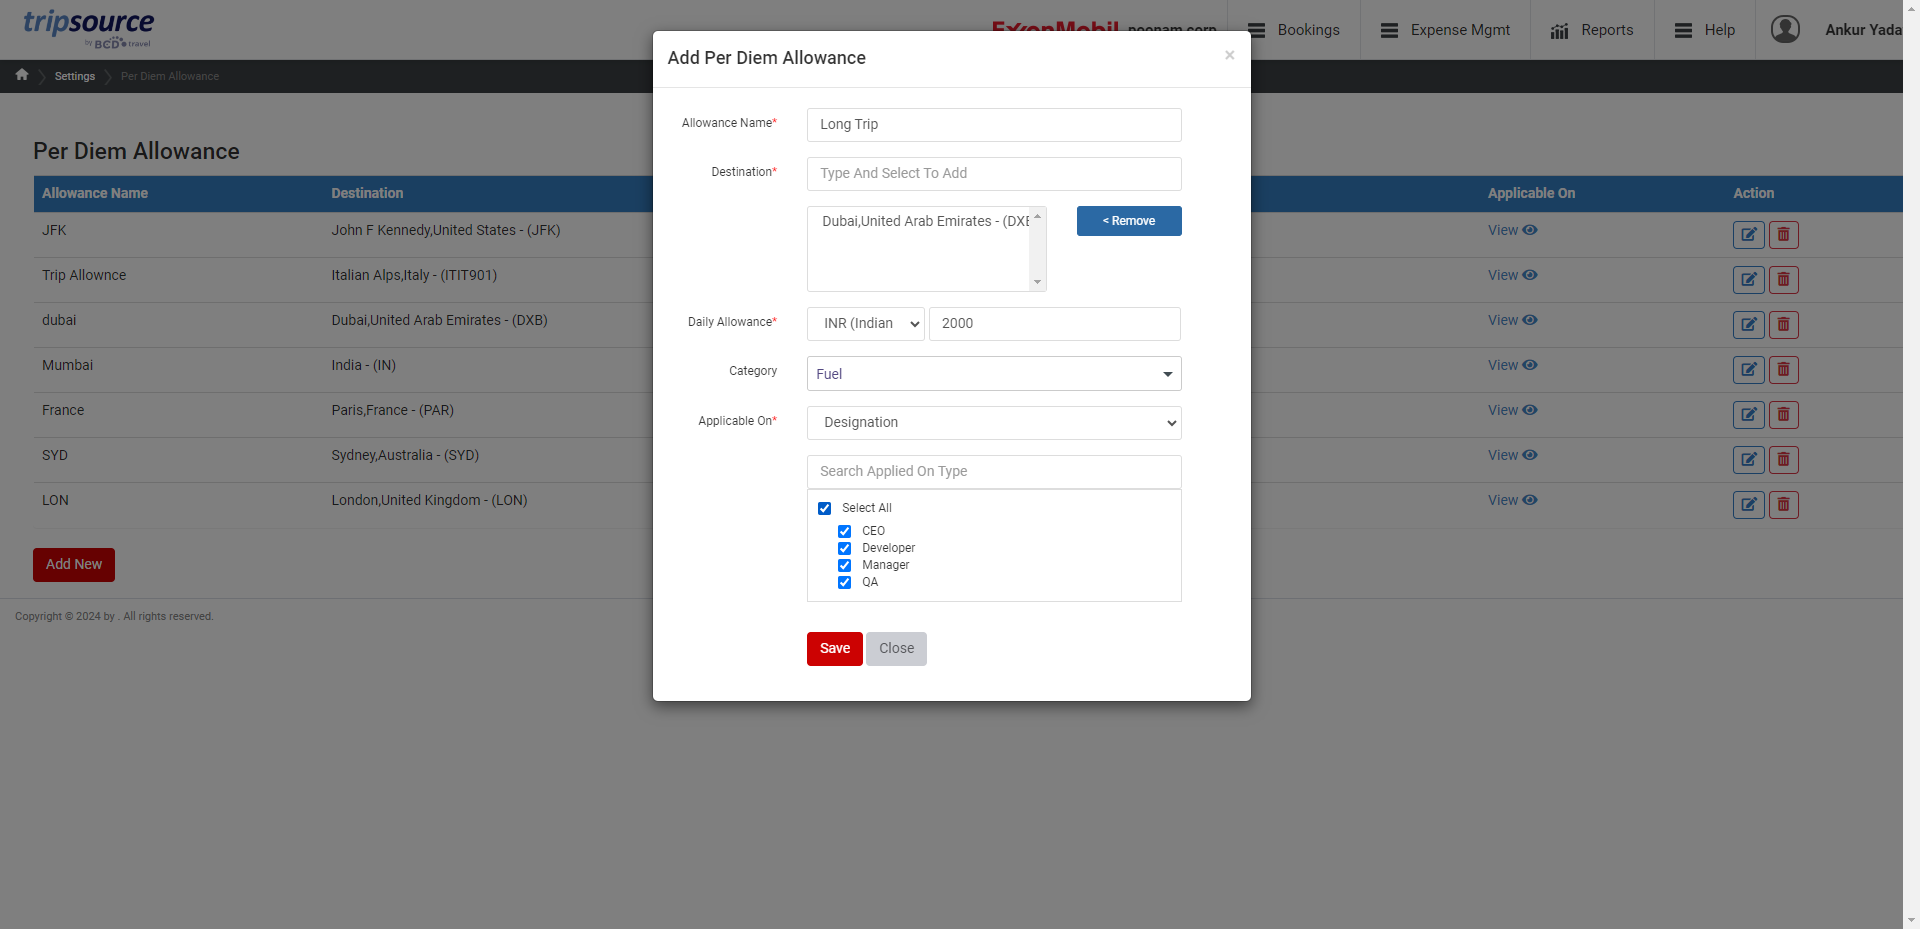 tripsource
by BCD travel
ExxonMobil poonam corp
Bookings
Expense Mgmt
Reports
Help
Ankur Yada
Settings
Per Diem Allowance
Per Diem Allowance
Allowance Name Destination Applicable On Action
JFK John F Kennedy,United States - (JFK) View
Trip Allownce Italian Alps,Italy - (ITIT901) View
dubai Dubai,United Arab Emirates - (DXB) View
Mumbai India - (IN) View
France Paris,France - (PAR) View
SYD Sydney,Australia - (SYD) View
LON London,United Kingdom - (LON) View
Add New
Copyright © 2024 by . All rights reserved.
Add Per Diem Allowance ×
Allowance Name* Long Trip
Destination* Type And Select To Add
Dubai,United Arab Emirates - (DXB
< Remove
Daily Allowance* INR (Indian 2000
Category Fuel
Applicable On* Designation
Search Applied On Type
Select All
CEO
Developer
Manager
QA
Save Close